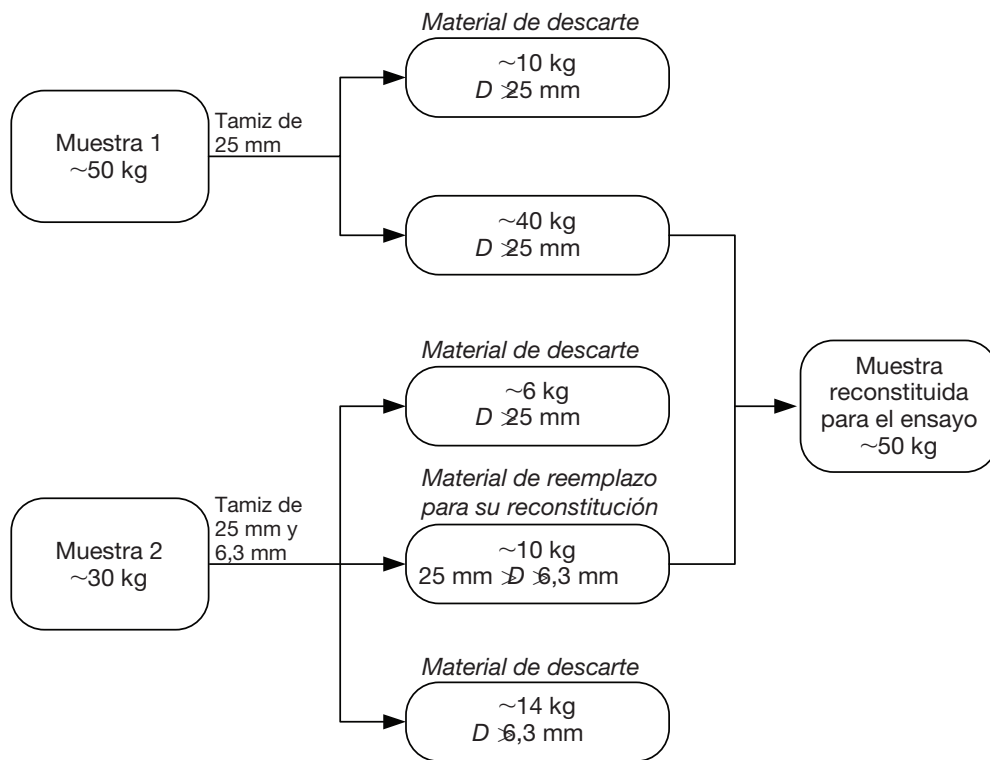 Material de descarte
~10 kg
D ≯25 mm
Muestra 1
~50 kg
Tamiz de
25 mm
~40 kg
D ≯25 mm
Material de descarte
~6 kg
D ≯25 mm
Muestra
reconstituida
para el ensayo
~50 kg
Muestra 2
~30 kg
Tamiz de
25 mm y
6,3 mm
Material de reemplazo
para su reconstitución
~10 kg
25 mm ≯D ≯6,3 mm
Material de descarte
~14 kg
D ≯6,3 mm